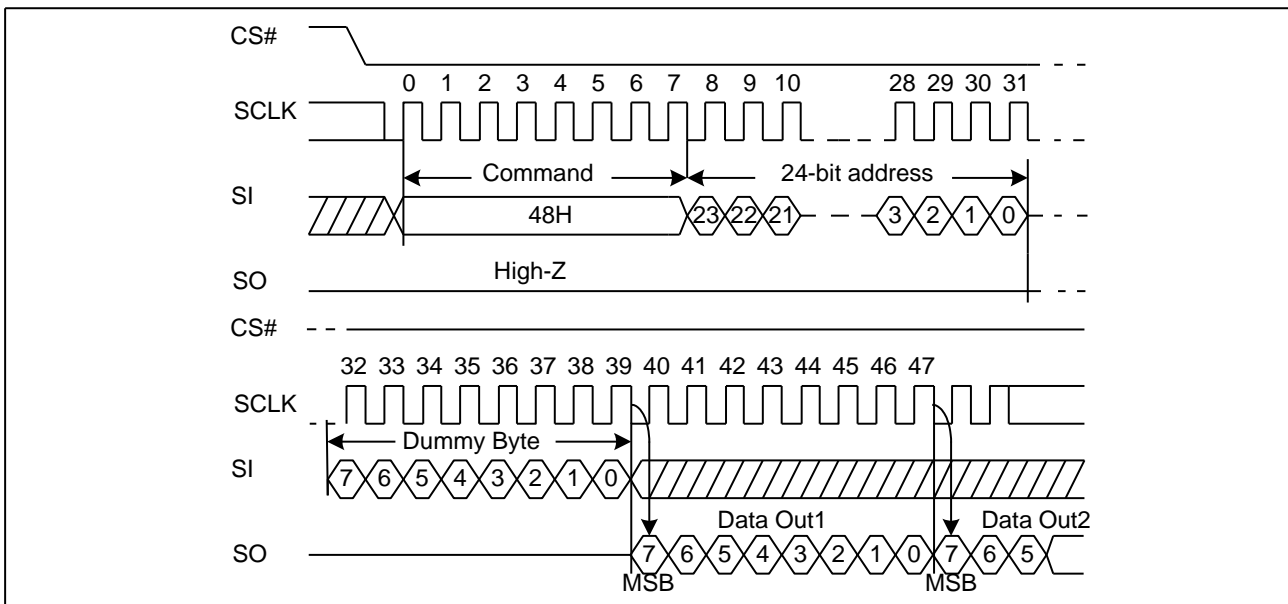 CS#
0 1 2 3 4 5 6 7 8 9 10 28 29 30 31
SCLK
Command 24-bit address
SI
48H 23 22 21 3 2 1 0
High-Z
SO
CS#
32 33 34 35 36 37 38 39 40 41 42 43 44 45 46 47
SCLK
Dummy Byte
SI
7 6 5 4 3 2 1 0
Data Out1 Data Out2
SO
7 6 5 4 3 2 1 0 7 6 5
MSB MSB